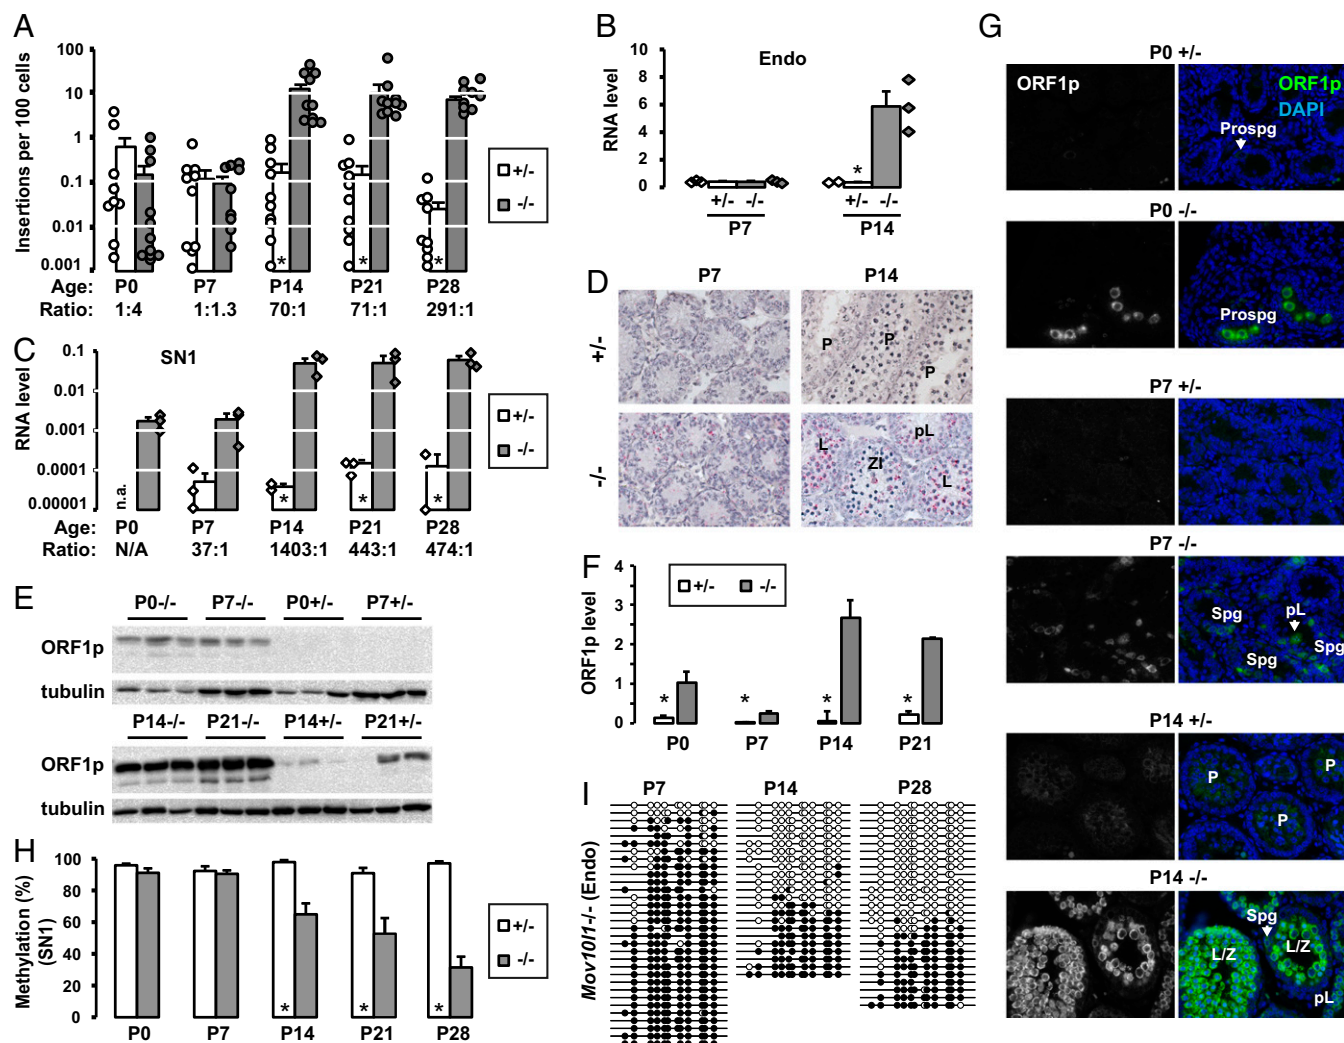 A
Insertions per 100 cells
100
10
1
0.1
0.01
0.001
* * *
Age: P0 P7 P14 P21 P28
Ratio: 1:4 1:1.3 70:1 71:1 291:1
+/-
-/-
B
Endo
RNA level
10
8
6
4
2
0
*
+/- -/- +/- -/-
P7 P14
C
SN1
RNA level
0.1
0.01
0.001
0.0001
0.00001
n.a.
* * *
Age: P0 P7 P14 P21 P28
Ratio: N/A 37:1 1403:1 443:1 474:1
+/-
-/-
D
P7 P14
+/-
P P P
-/-
L ZI pL L
E
P0-/- P7-/- P0+/- P7+/-
ORF1p
tubulin
P14-/- P21-/- P14+/- P21+/-
ORF1p
tubulin
F
ORF1p level
4
3
2
1
0
+/- -/-
* * * *
P0 P7 P14 P21
G
P0 +/-
ORF1p
ORF1p
DAPI
Prospg
P0 -/-
Prospg
P7 +/-
P7 -/-
Spg pL Spg
Spg
P14 +/-
P P
P
P14 -/-
Spg
L/Z L/Z
pL
H
Methylation (%)
(SN1)
100
80
60
40
20
0
* * *
P0 P7 P14 P21 P28
+/-
-/-
I
P7 P14 P28
Mov10l1-/- (Endo)